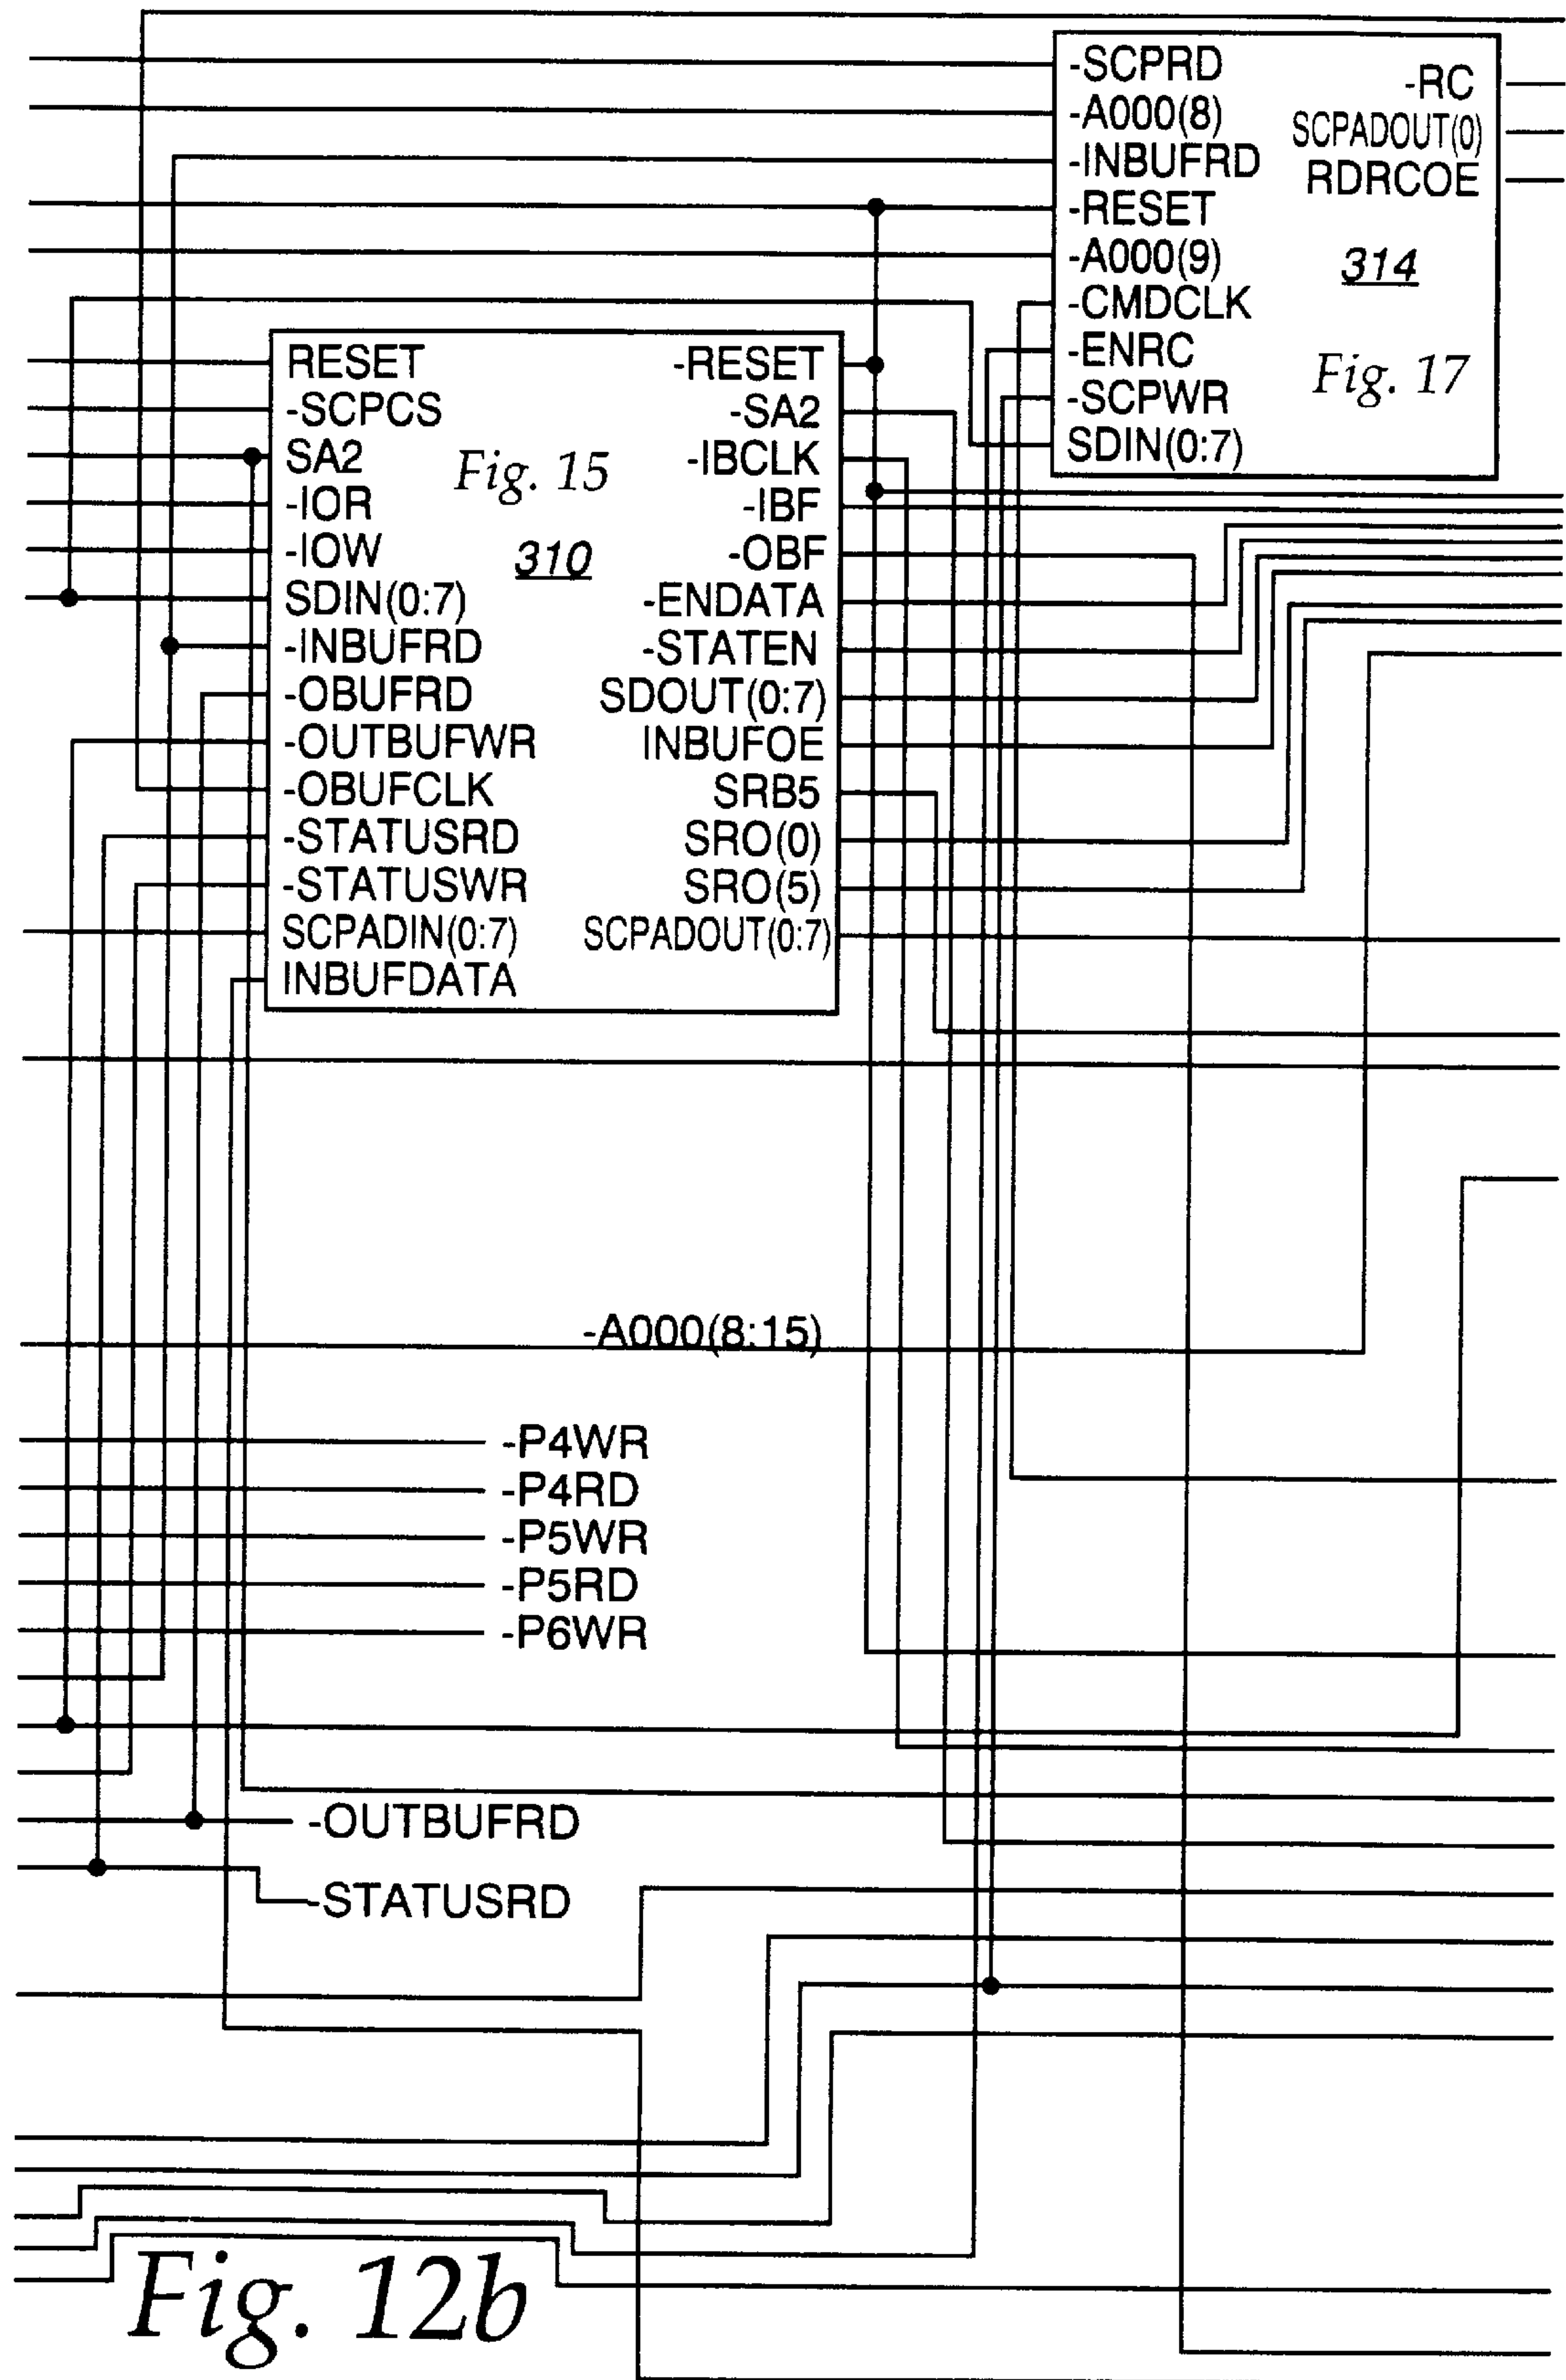 -SCPRD
-A000(8)
-INBUFRD
-RESET
-A000(9)
-CMDCLK
-ENRC
-SCPWR
SDIN(0:7)
-RC
SCPADOUT(0)
RDRCOE
314
Fig. 17
RESET
-SCPCS
SA2
-IOR
-IOW
SDIN(0:7)
-INBUFRD
-OBUFRD
-OUTBUFWR
-OBUFCLK
-STATUSRD
-STATUSWR
SCPADIN(0:7)
INBUFDATA
Fig. 15
310
-RESET
-SA2
-IBCLK
-IBF
-OBF
-ENDATA
-STATEN
SDOUT(0:7)
INBUFOE
SRB5
SRO(0)
SRO(5)
SCPADOUT(0:7)
-A000(8:15)
-P4WR
-P4RD
-P5WR
-P5RD
-P6WR
-OUTBUFRD
-STATUSRD
Fig. 12b